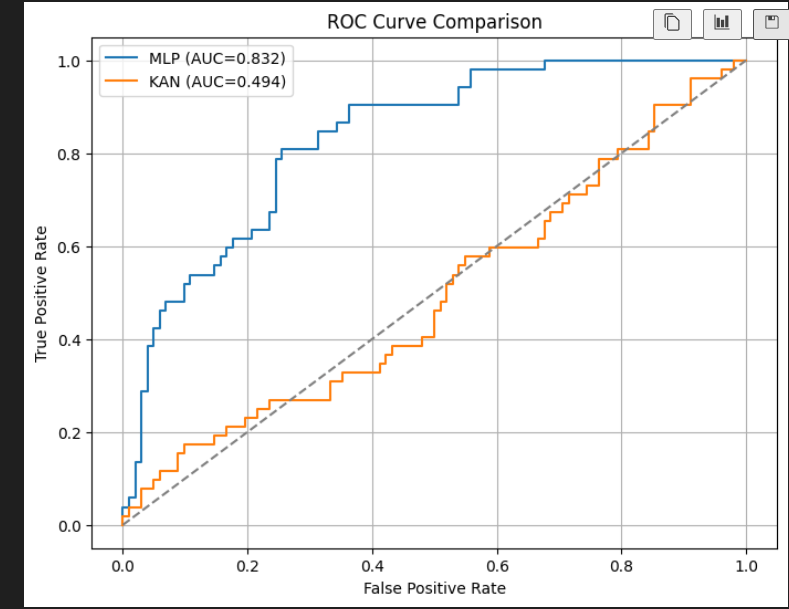 ROC Curve Comparison
MLP (AUC=0.832)
KAN (AUC=0.494)
1.0
0.8
0.6
0.4
0.2
0.0
True Positive Rate
0.0 0.2 0.4 0.6 0.8 1.0
False Positive Rate